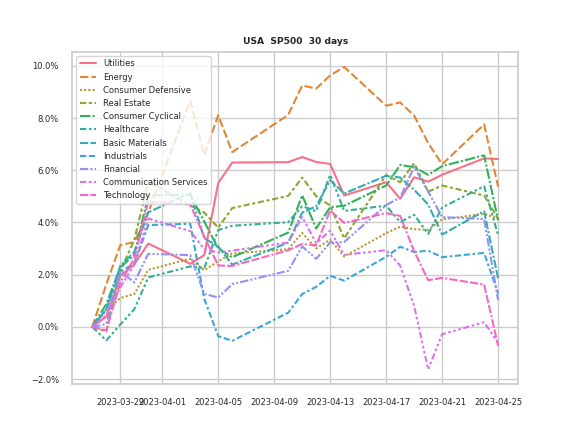 USA SP500 30 days
10.0%
8.0%
6.0%
4.0%
2.0%
0.0%
−2.0%
Utilities
Energy
Consumer Defensive
Real Estate
Consumer Cyclical
Healthcare
Basic Materials
Industrials
Financial
Communication Services
Technology
2023-03-29 2023-04-01 2023-04-05 2023-04-09 2023-04-13 2023-04-17 2023-04-21 2023-04-25